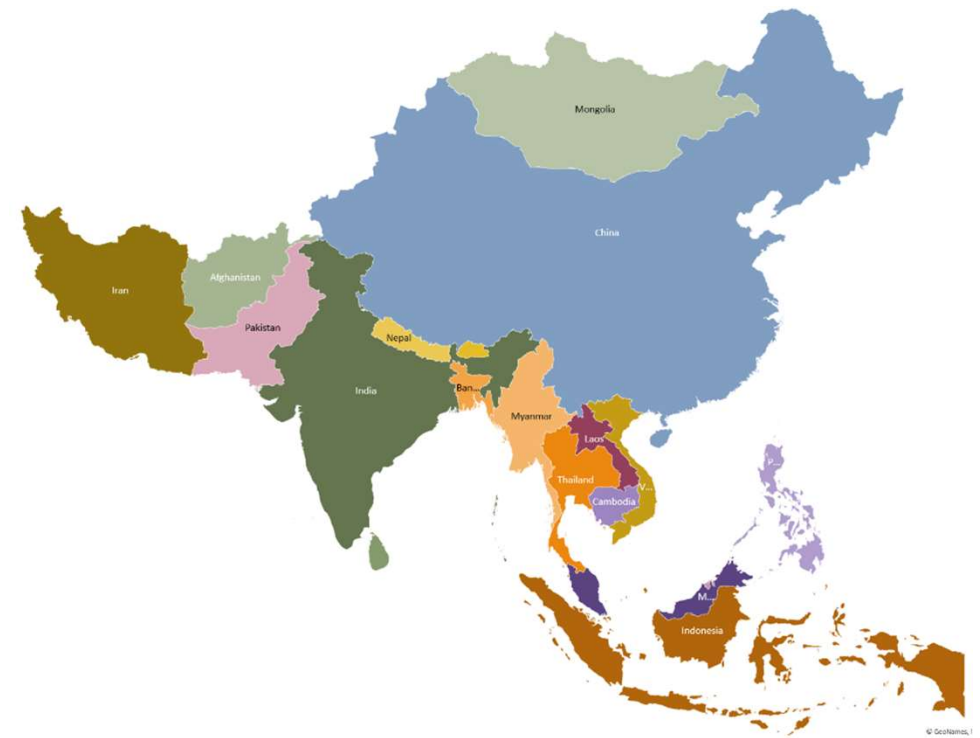 Mongolia
China
Afghanistan
Iran
Pakistan
Nepal
India
Ban...
Myanmar
Laos
P...
Thailand
V...
Cambodia
M...
Indonesia
© GeoNames, I